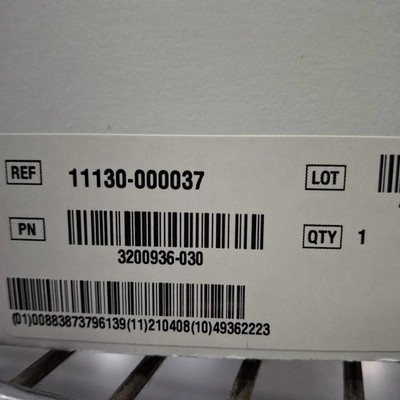 REF 11130-000037 LOT
PN 3200936-030 QTY 1
(01)00883873796139(11)210408(10)49362223